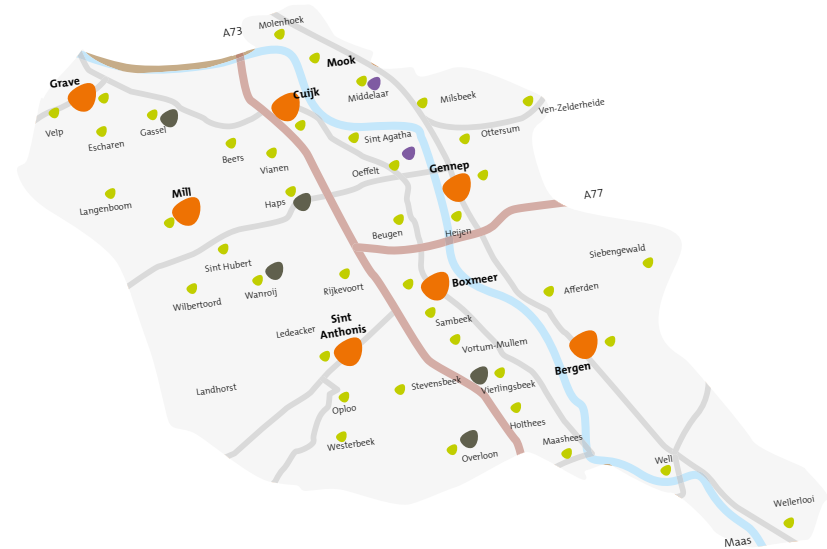 Molenhoek
A73
Mook
Grave
Cuijk
Middelaar
Milsbeek
Ven-Zelderheide
Velp
Gassel
Sint Agatha
Ottersum
Escharen
Beers
Vianen
Oeffelt
Gennep
Mill
Langenboom
Haps
A77
Beugen
Heijen
Siebengewald
Sint Hubert
Wanroij
Wilbertoord
Rijkevoort
Boxmeer
Afferden
Sint
Anthonis
Ledeacker
Sambeek
Vortum-Mullem
Bergen
Landhorst
Stevensbeek
Vierlingsbeek
Oploo
Holthees
Westerbeek
Overloon
Maashees
Well
Wellerlooi
Maas